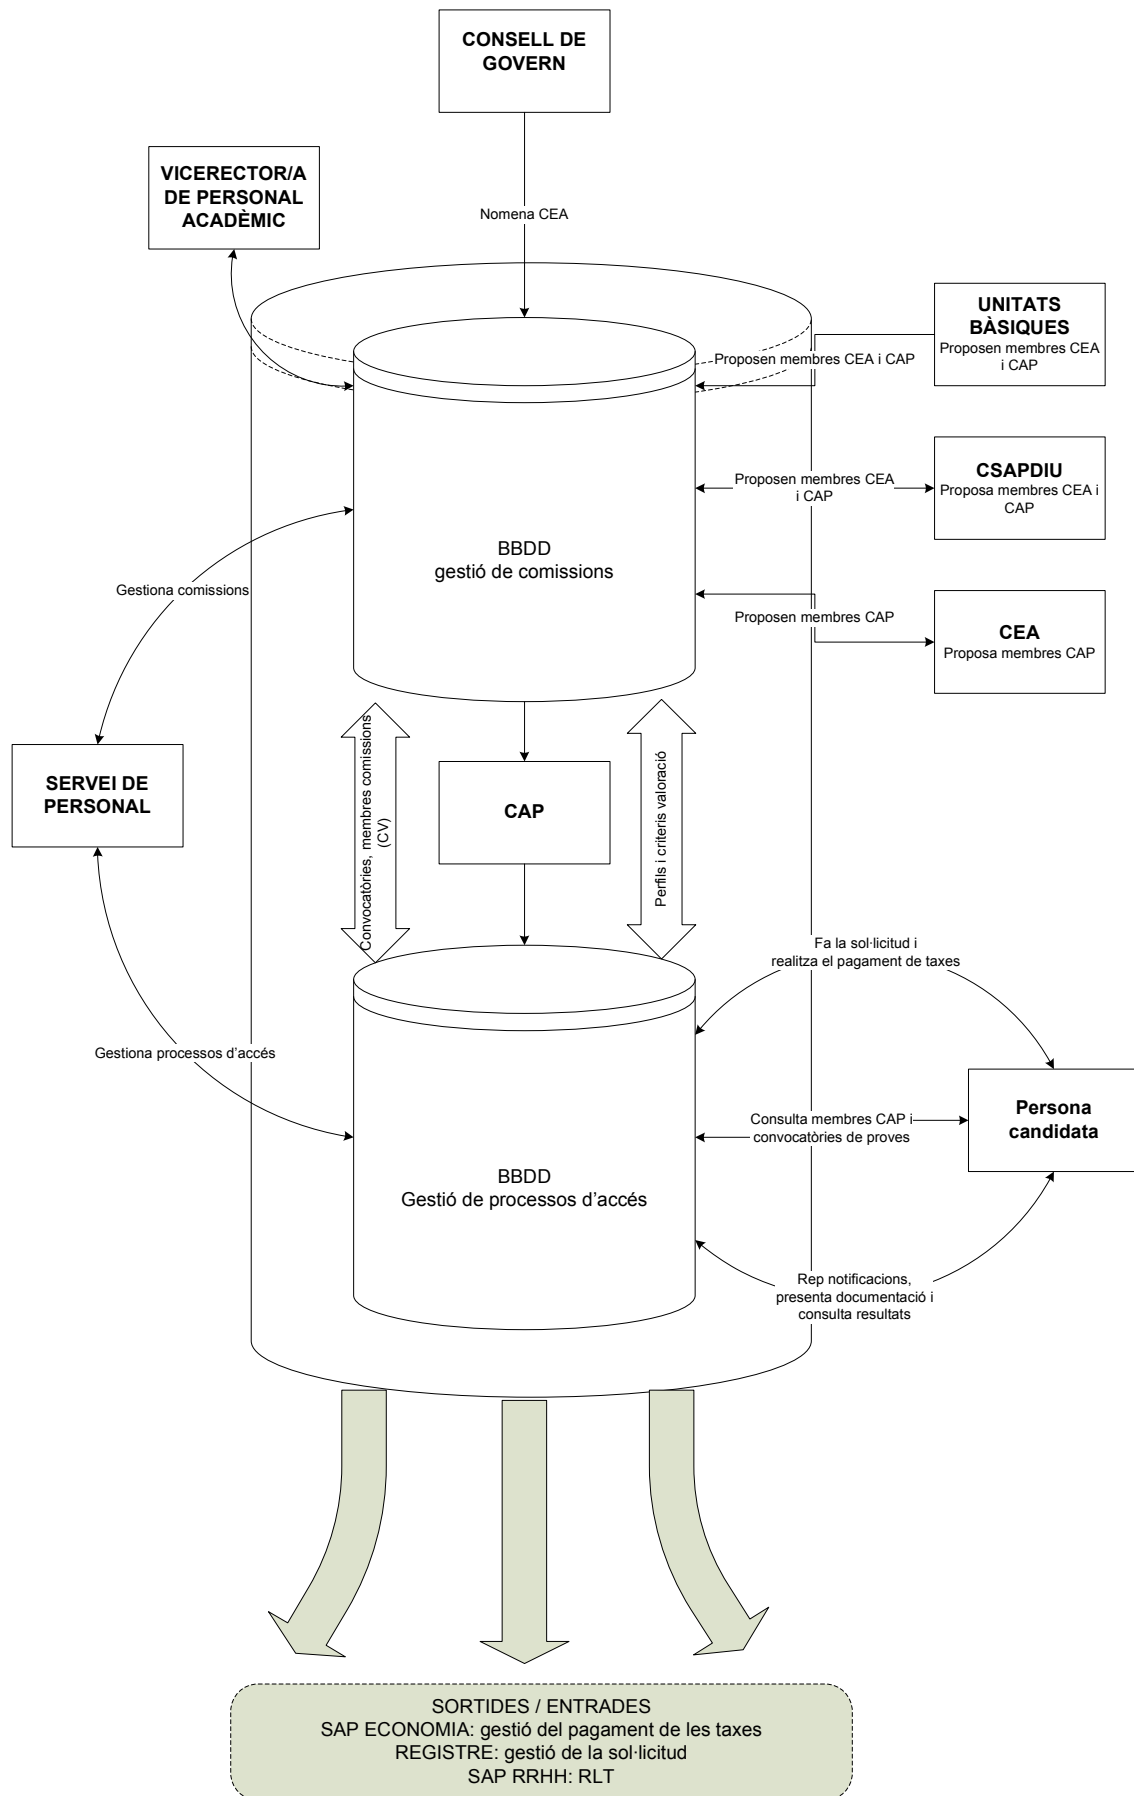 CONSELL DE
GOVERN
VICERECTOR/A
DE PERSONAL
ACADÈMIC
Nomena CEA
UNITATS
BÀSIQUES
Proposen membres CEA
i CAP
Proposen membres CEA i CAP
CSAPDIU
Proposa membres CEA i
CAP
Proposen membres CEA
i CAP
BBDD
gestió de comissions
Gestiona comissions
CEA
Proposa membres CAP
Proposen membres CAP
SERVEI DE
PERSONAL
Convocatòries, membres comissions
(CV)
CAP
Perfils i criteris valoració
Fa la sol·licitud i
realitza el pagament de taxes
Gestiona processos d’accés
Persona
candidata
Consulta membres CAP i
convocatòries de proves
BBDD
Gestió de processos d’accés
Rep notificacions,
presenta documentació i
consulta resultats
SORTIDES / ENTRADES
SAP ECONOMIA: gestió del pagament de les taxes
REGISTRE: gestió de la sol·licitud
SAP RRHH: RLT